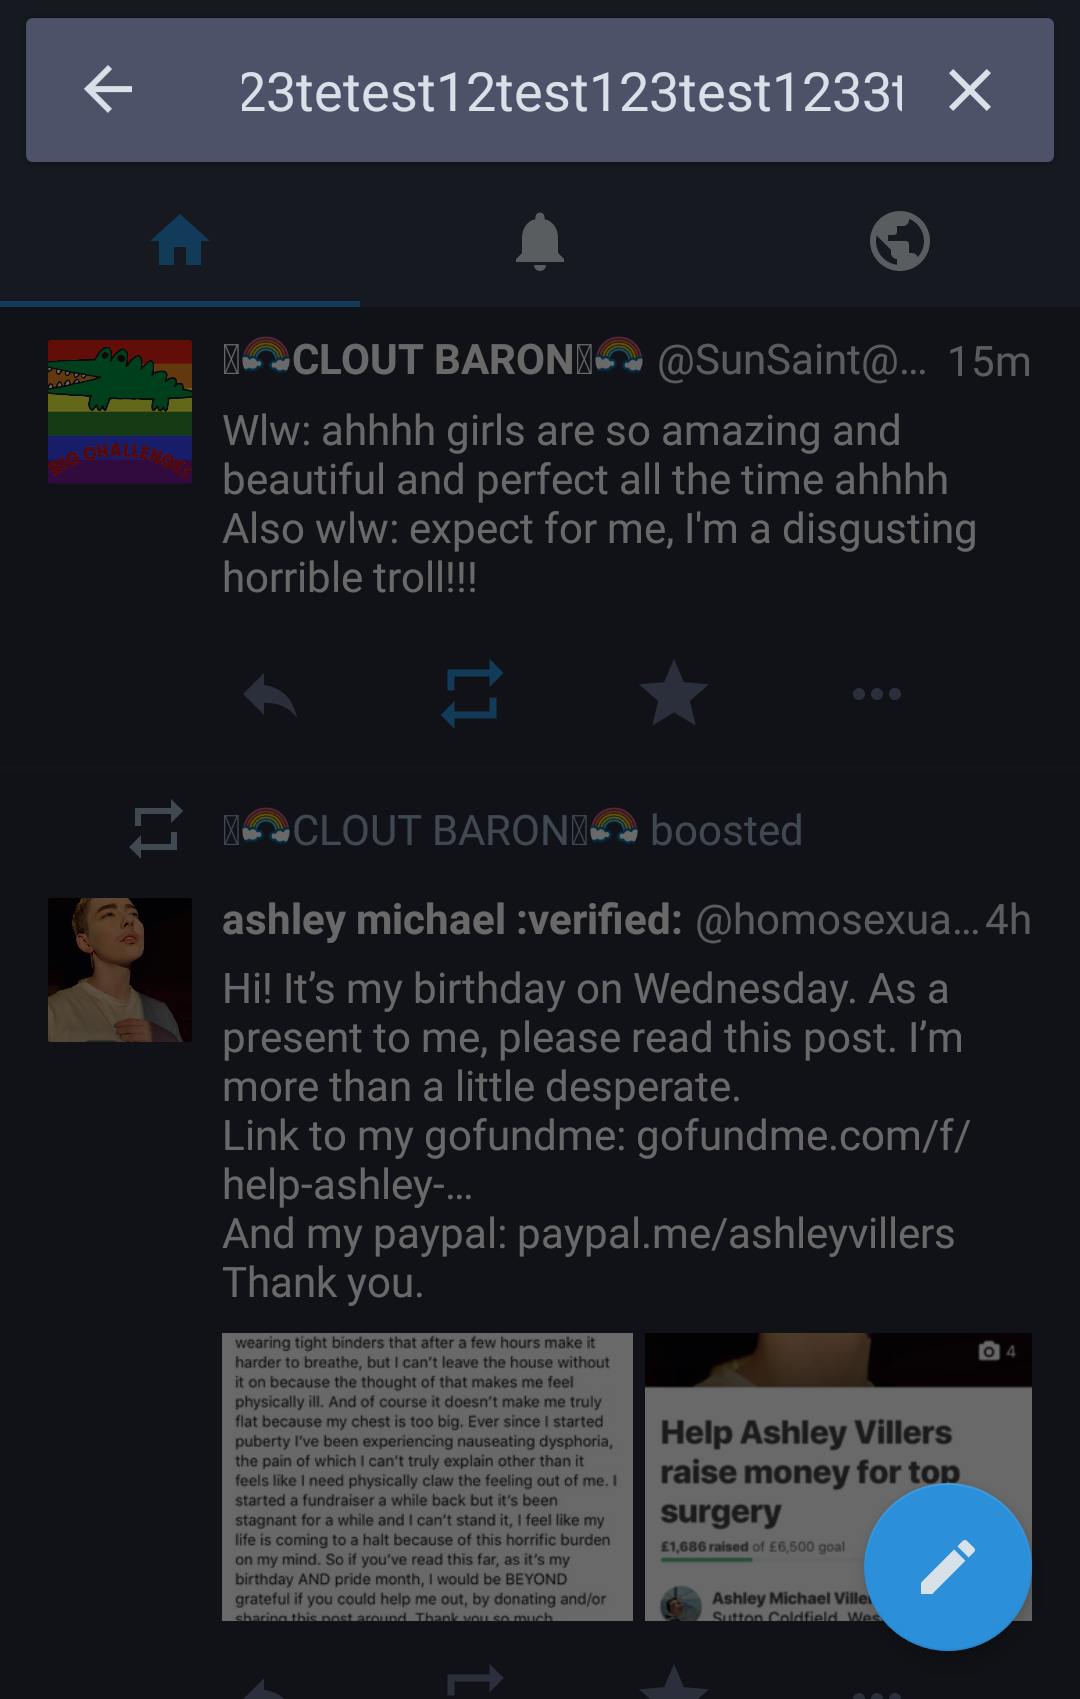 23tetest12test123test1233t
🌈CLOUT BARON🌈 @SunSaint@... 15m
BIG CHALLENGES
Wlw: ahhhh girls are so amazing and
beautiful and perfect all the time ahhhh
Also wlw: expect for me, I'm a disgusting
horrible troll!!!
🌈CLOUT BARON🌈 boosted
ashley michael :verified: @homosexua... 4h
Hi! It’s my birthday on Wednesday. As a
present to me, please read this post. I’m
more than a little desperate.
Link to my gofundme: gofundme.com/f/
help-ashley-...
And my paypal: paypal.me/ashleyvillers
Thank you.
wearing tight binders that after a few hours make it
harder to breathe, but I can’t leave the house without
it on because the thought of that makes me feel
physically ill. And of course it doesn’t make me truly
flat because my chest is too big. Ever since I started
puberty I’ve been experiencing nauseating dysphoria,
the pain of which I can’t truly explain other than it
feels like I need physically claw the feeling out of me. I
started a fundraiser a while back but it’s been
stagnant for a while and I can’t stand it, I feel like my
life is coming to a halt because of this horrific burden
on my mind. So if you’ve read this far, as it’s my
birthday AND pride month, I would be BEYOND
grateful if you could help me out, by donating and/or
sharing this post around. Thank you so much
4
Help Ashley Villers
raise money for top
surgery
£1,686 raised of £6,500 goal
Ashley Michael Viller
Sutton Coldfield, Wes